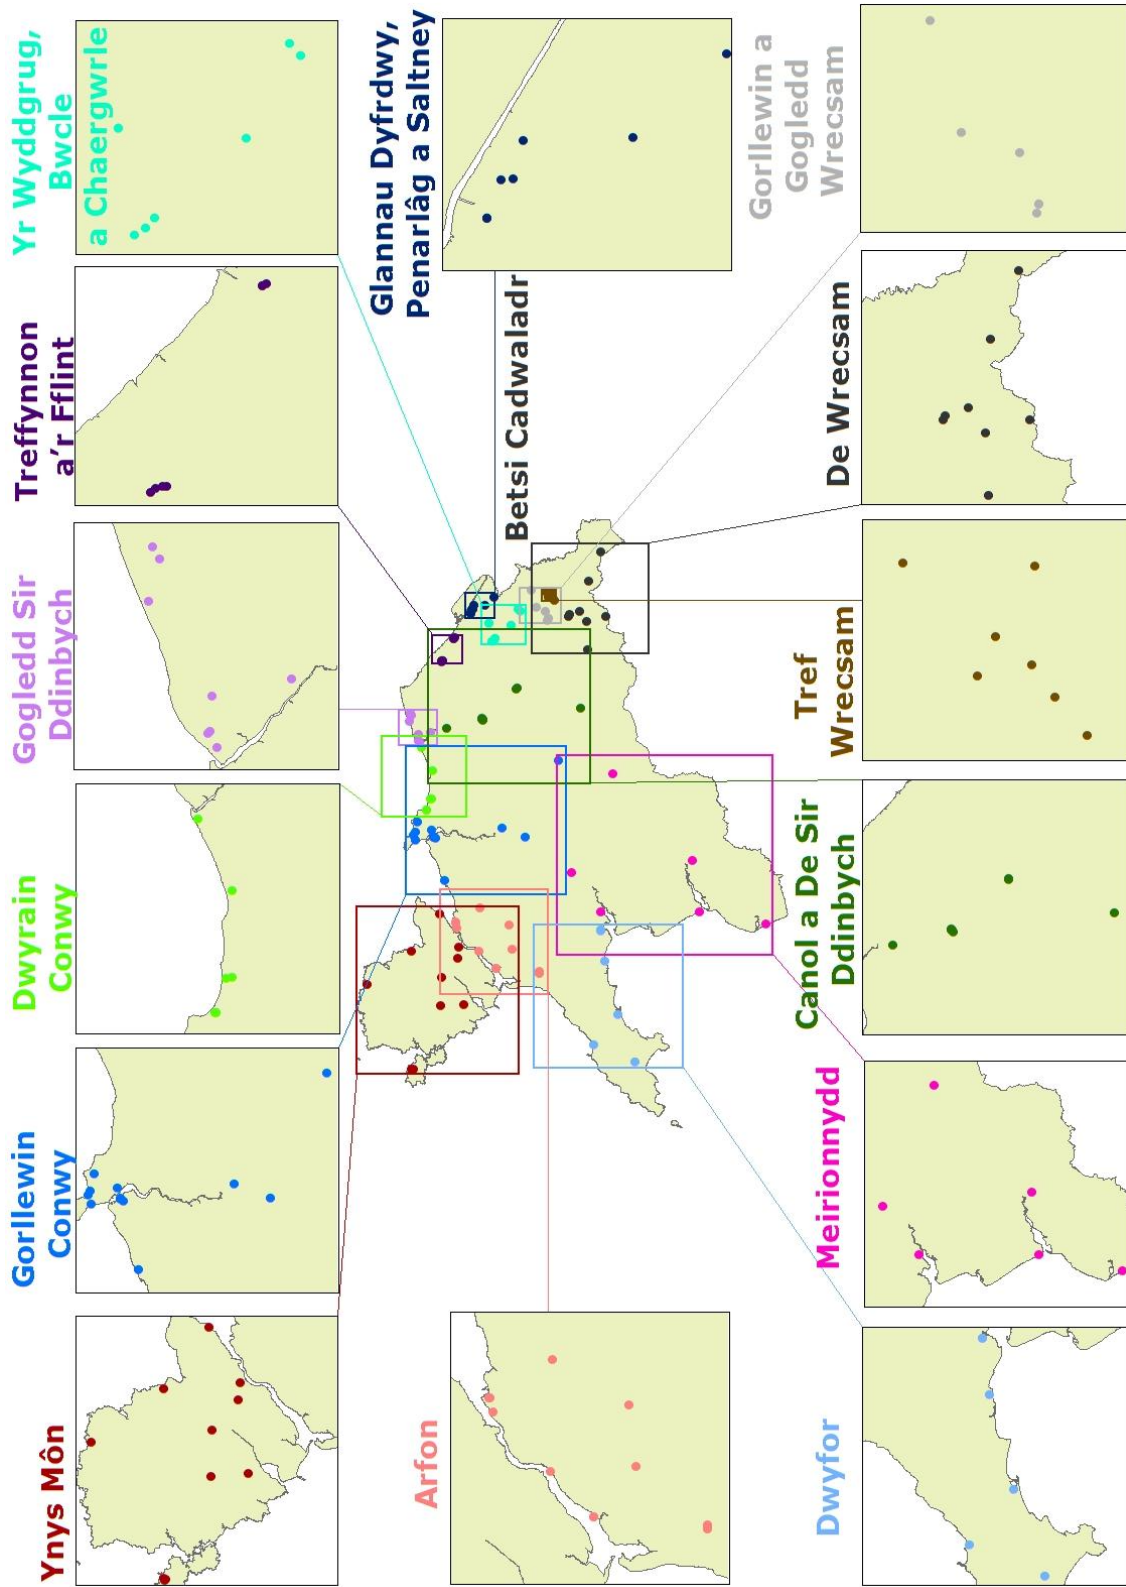 Ynys Môn
Gorllewin
Conwy
Dwyrain
Conwy
Gogledd Sir
Ddinbych
Treffynnon
a’r Fflint
Yr Wyddgrug,
Bwcle
a Chaergwrle
Arfon
Betsi Cadwaladr
Glannau Dyfrdwy,
Penarlâg a Saltney
Dwyfor
Meirionnydd
Canol a De Sir
Ddinbych
Tref
Wrecsam
De Wrecsam
Gorllewin a
Gogledd
Wrecsam